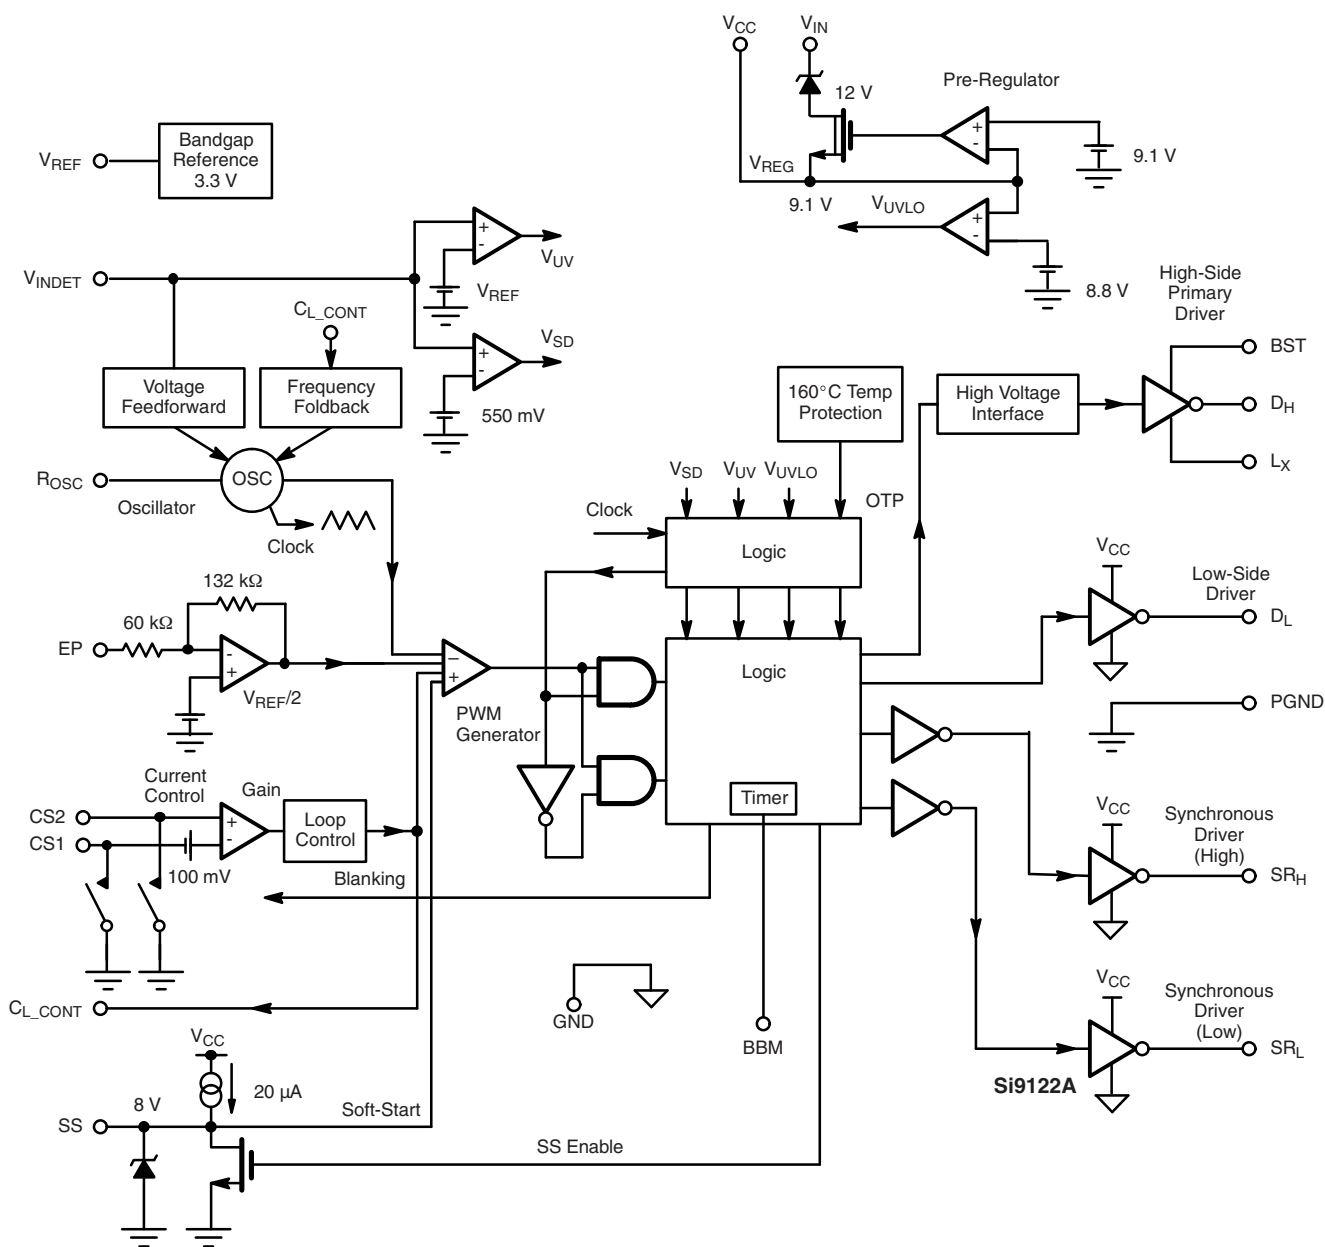 VCC
VIN
Pre-Regulator
12 V
+
-
9.1 V
VREG
9.1 V
VUVLO
+
-
8.8 V
VREF
Bandgap
Reference
3.3 V
VINDET
+
-
VUV
VREF
CL_CONT
+
-
VSD
550 mV
Voltage
Feedforward
Frequency
Foldback
ROSC
OSC
Oscillator
Clock
High-Side
Primary
Driver
BST
DH
LX
High Voltage
Interface
160°C Temp
Protection
VSD
VUV
VUVLO
OTP
Clock
Logic
VCC
Low-Side
Driver
DL
132 kΩ
60 kΩ
EP
-
+
VREF/2
–
+
PWM
Generator
Logic
Timer
PGND
Current
Control
Gain
CS2
CS1
+
-
100 mV
Loop
Control
Blanking
VCC
Synchronous
Driver
(High)
SRH
CL_CONT
GND
BBM
VCC
Synchronous
Driver
(Low)
SRL
Si9122A
VCC
20 μA
8 V
SS
Soft-Start
SS Enable